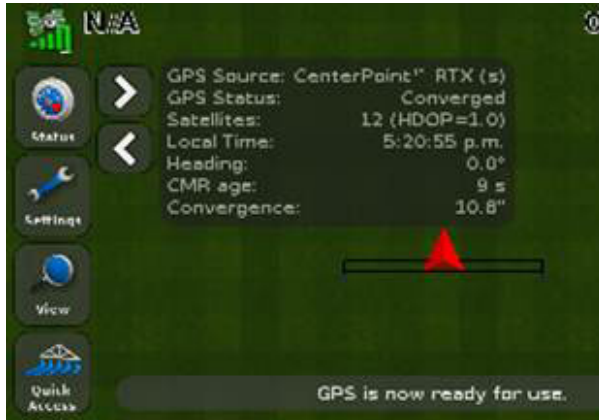 N/A
GPS Source: CenterPoint™ RTX (s)
GPS Status: Converged
Satellites: 12 (HDOP=1.0)
Local Time: 5:20:55 p.m.
Heading: 0.0°
CMR age: 9 s
Convergence: 10.8"
Status
Settings
View
Quick
Access
GPS is now ready for use.